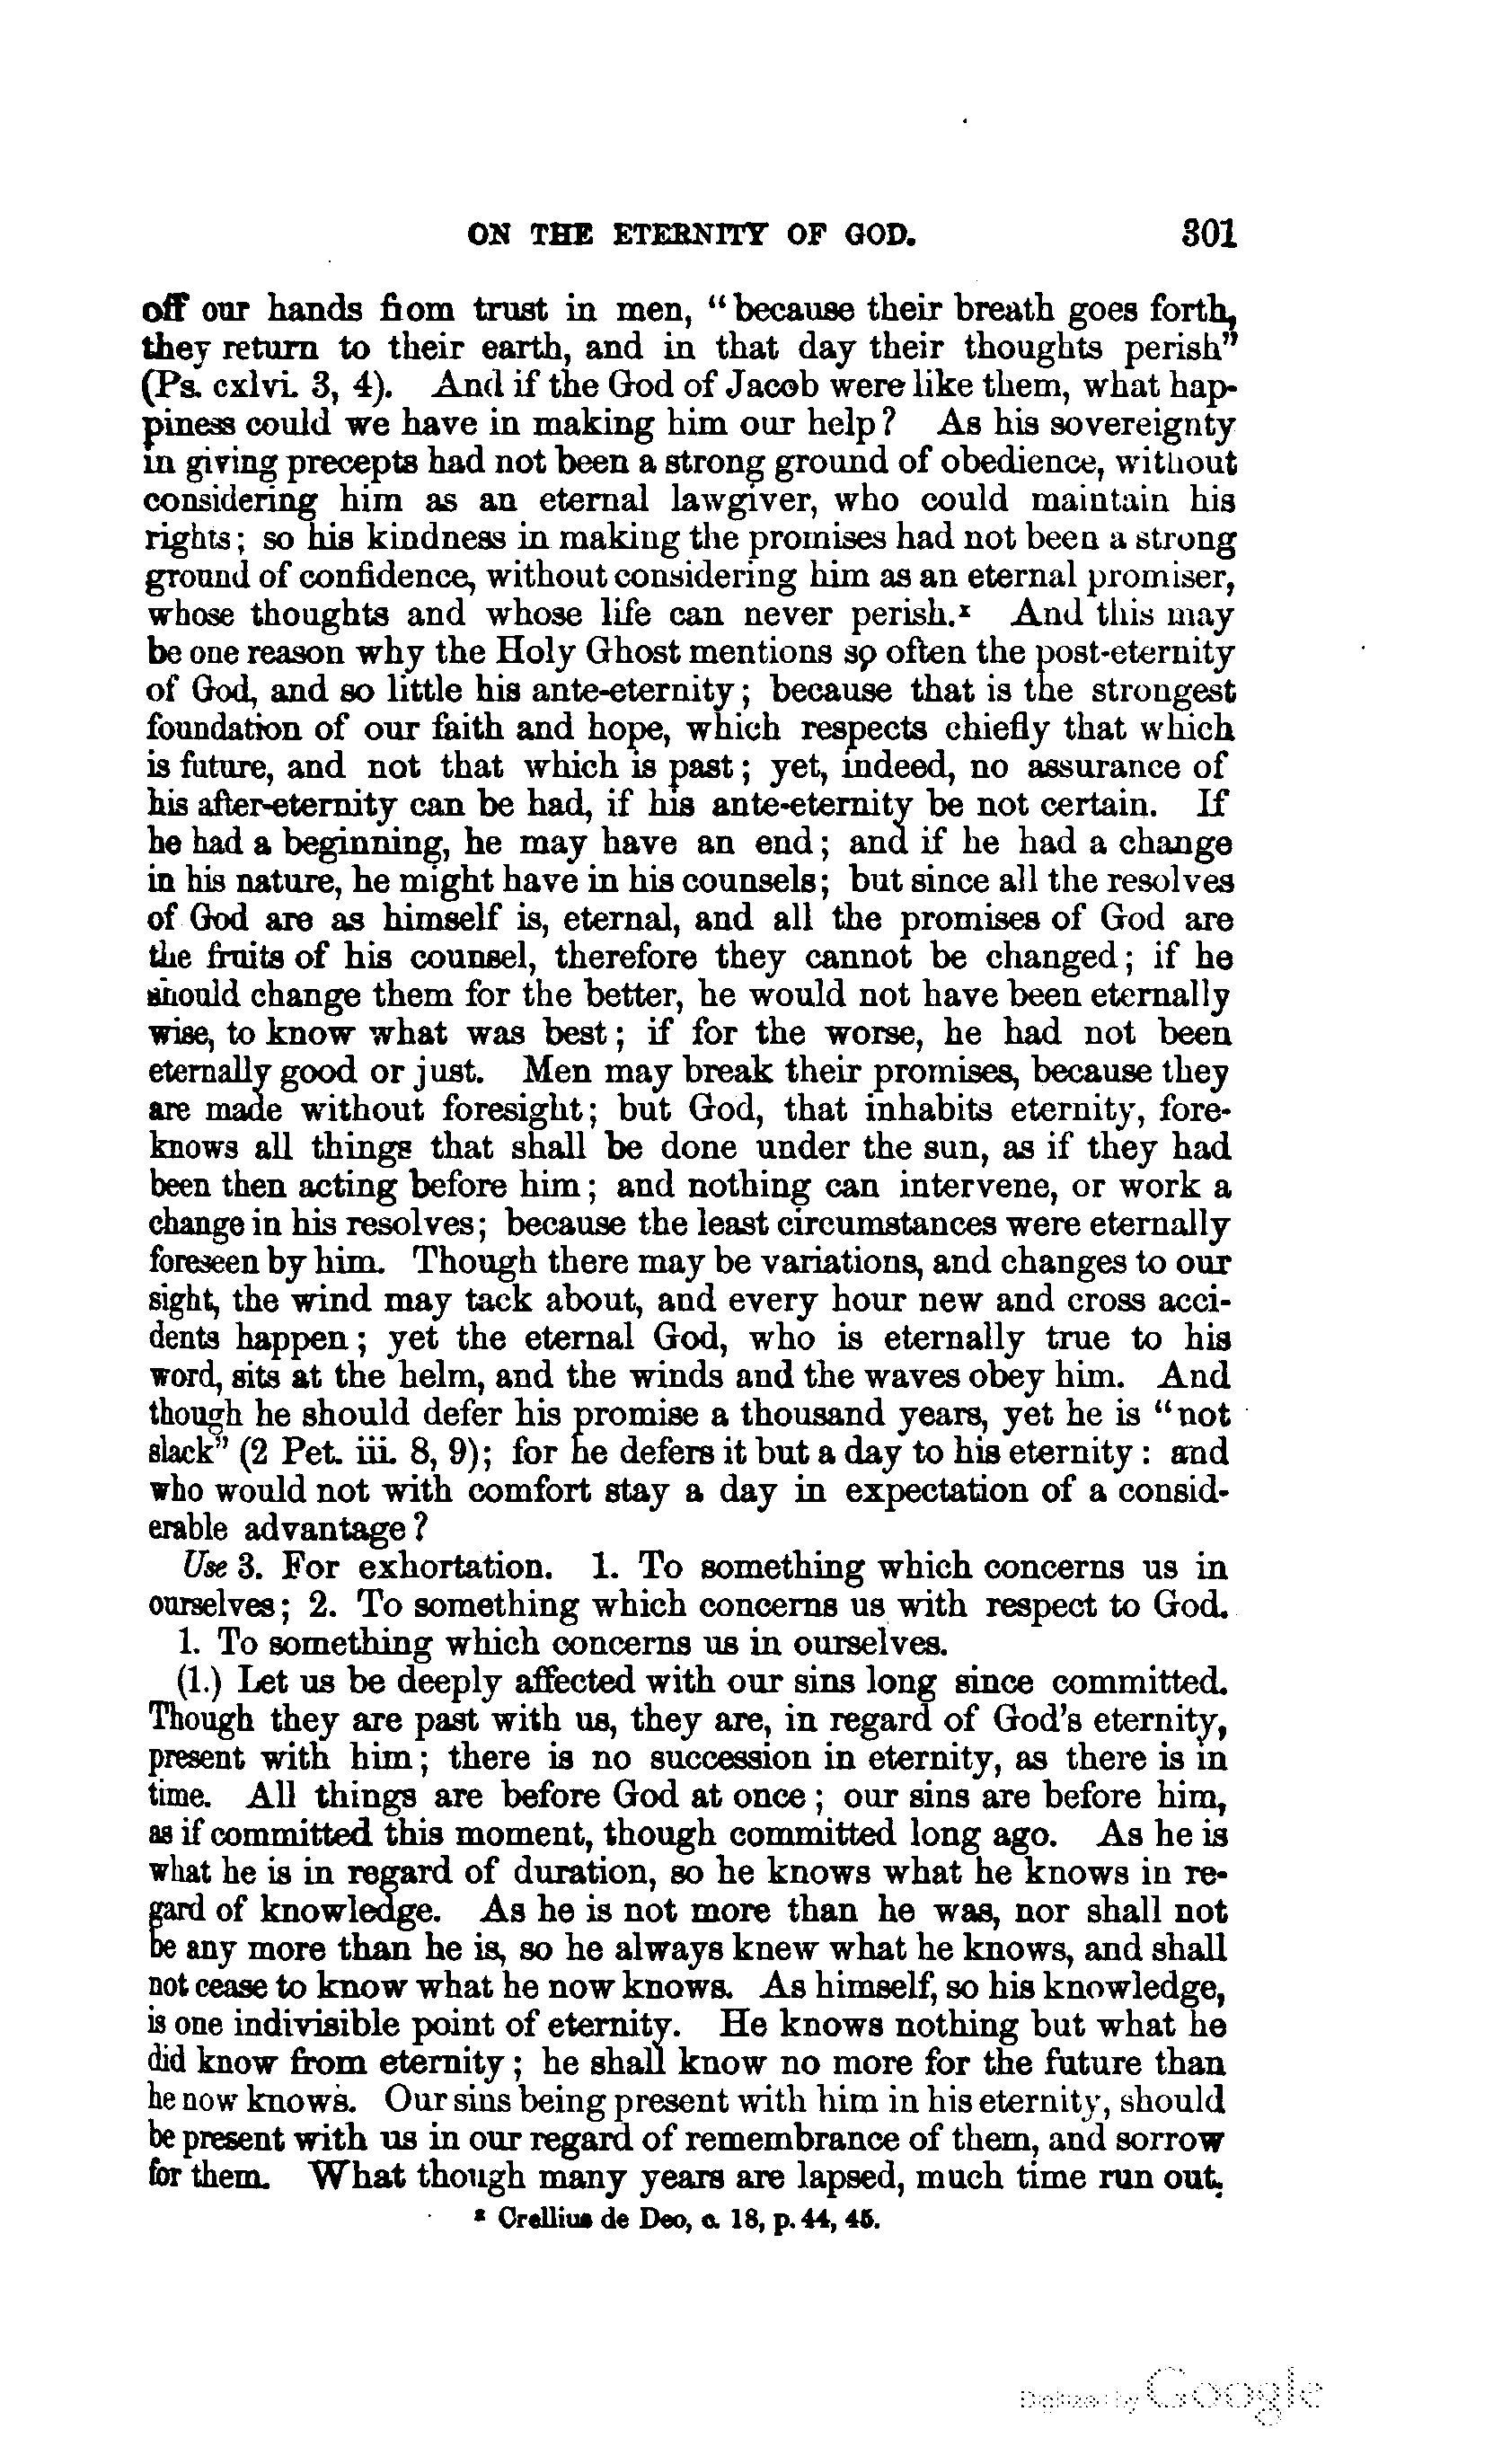 ON THE ETERNITY OF GOD. 301
off our hands from trust in men, “because their breath goes forth,
they return to their earth, and in that day their thoughts perish”
(Ps. cxlvi. 3, 4). And if the God of Jacob were like them, what hap-
piness could we have in making him our help? As his sovereignty
in giving precepts had not been a strong ground of obedience, without
considering him as an eternal lawgiver, who could maintain his
rights; so his kindness in making the promises had not been a strong
ground of confidence, without considering him as an eternal promiser,
whose thoughts and whose life can never perish.x And this may
be one reason why the Holy Ghost mentions so often the post-eternity
of God, and so little his ante-eternity; because that is the strongest
foundation of our faith and hope, which respects chiefly that which
is future, and not that which is past; yet, indeed, no assurance of
his after-eternity can be had, if his ante-eternity be not certain. If
he had a beginning, he may have an end; and if he had a change
in his nature, he might have in his counsels; but since all the resolves
of God are as himself is, eternal, and all the promises of God are
the fruits of his counsel, therefore they cannot be changed; if he
should change them for the better, he would not have been eternally
wise, to know what was best; if for the worse, he had not been
eternally good or just. Men may break their promises, because they
are made without foresight; but God, that inhabits eternity, fore-
knows all things that shall be done under the sun, as if they had
been then acting before him; and nothing can intervene, or work a
change in his resolves; because the least circumstances were eternally
foreseen by him. Though there may be variations, and changes to our
sight, the wind may tack about, and every hour new and cross acci-
dents happen; yet the eternal God, who is eternally true to his
word, sits at the helm, and the winds and the waves obey him. And
though he should defer his promise a thousand years, yet he is “not
slack” (2 Pet. iii. 8, 9); for he defers it but a day to his eternity: and
who would not with comfort stay a day in expectation of a consid-
erable advantage?
Use 3. For exhortation. 1. To something which concerns us in
ourselves; 2. To something which concerns us with respect to God.
1. To something which concerns us in ourselves.
(1.) Let us be deeply affected with our sins long since committed.
Though they are past with us, they are, in regard of God's eternity,
present with him; there is no succession in eternity, as there is in
time. All things are before God at once; our sins are before him,
as if committed this moment, though committed long ago. As he is
what he is in regard of duration, so he knows what he knows in re-
gard of knowledge. As he is not more than he was, nor shall not
be any more than he is, so he always knew what he knows, and shall
not cease to know what he now knows. As himself, so his knowledge,
is one indivisible point of eternity. He knows nothing but what he
did know from eternity; he shall know no more for the future than
he now knows. Our sins being present with him in his eternity, should
be present with us in our regard of remembrance of them, and sorrow
for them. What though many years are lapsed, much time run out,
x Crellius de Deo, c. 18, p. 44, 45.
Digitized by Google